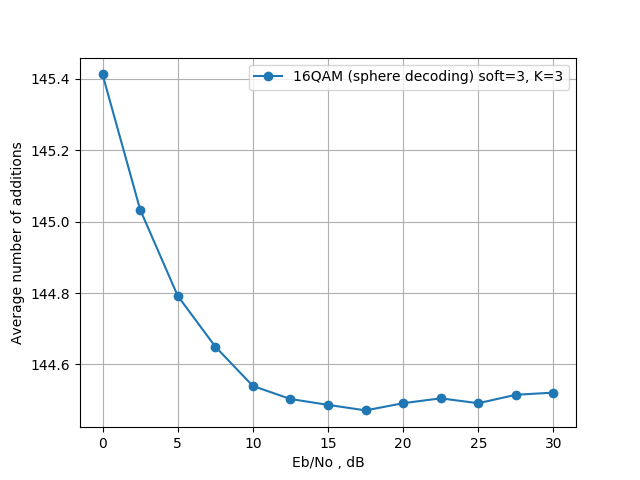 16QAM (sphere decoding) soft=3, K=3
Average number of additions
145.4
145.2
145.0
144.8
144.6
0 5 10 15 20 25 30
Eb/No , dB